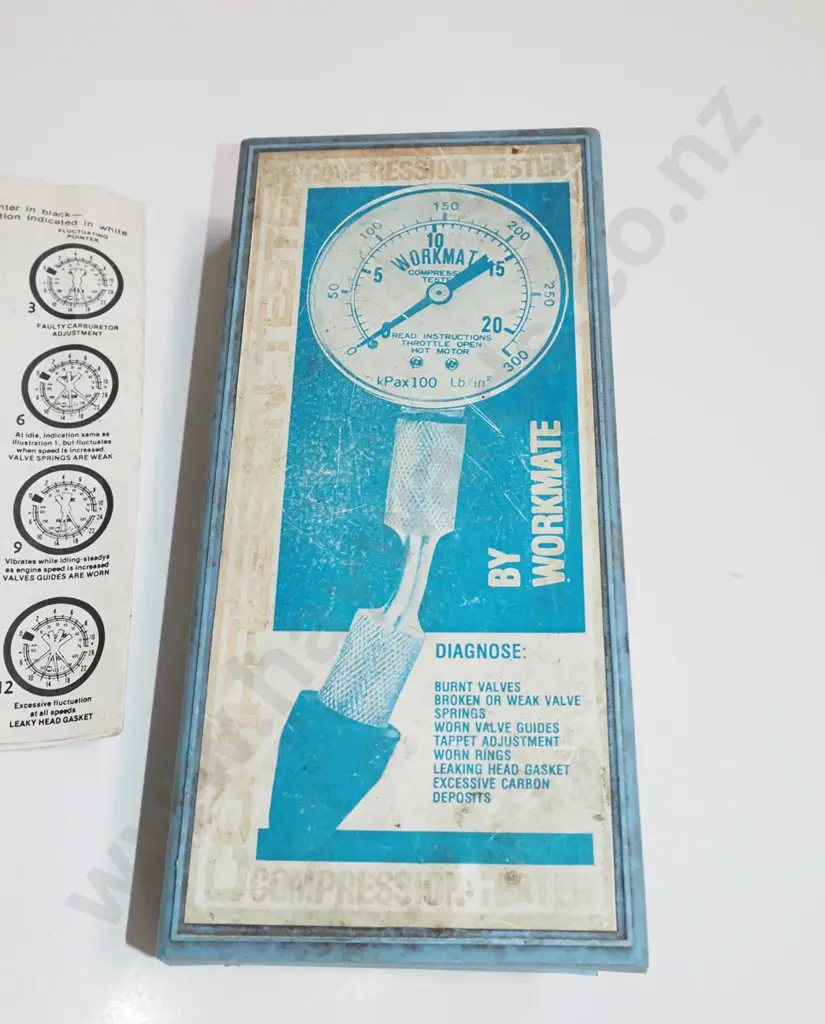 nter in black—
tion indicated in white
FLUCTUATING
POINTER
3
FAULTY CARBURETOR
ADJUSTMENT
6
At idle, indication same as
illustration 1, but fluctuates
when speed is increased.
VALVE SPRINGS ARE WEAK
9
Vibrates while idling-steadys
as engine speed is increased
VALVES GUIDES ARE WORN
12
Excessive fluctuation
at all speeds
LEAKY HEAD GASKET
COMPRESSION TESTER
COMPRESSION TESTER
0 50 100 150 200 250 300
0 5 10 15 20
WORKMAT
COMPRESSI
TEST
READ INSTRUCTIONS
THROTTLE OPEN
HOT MOTOR
kPax100 Lb/in²
BY
WORKMATE
DIAGNOSE:
BURNT VALVES
BROKEN OR WEAK VALVE
SPRINGS
WORN VALVE GUIDES
TAPPET ADJUSTMENT
WORN RINGS
LEAKING HEAD GASKET
EXCESSIVE CARBON
DEPOSITS
COMPRESSION TESTER